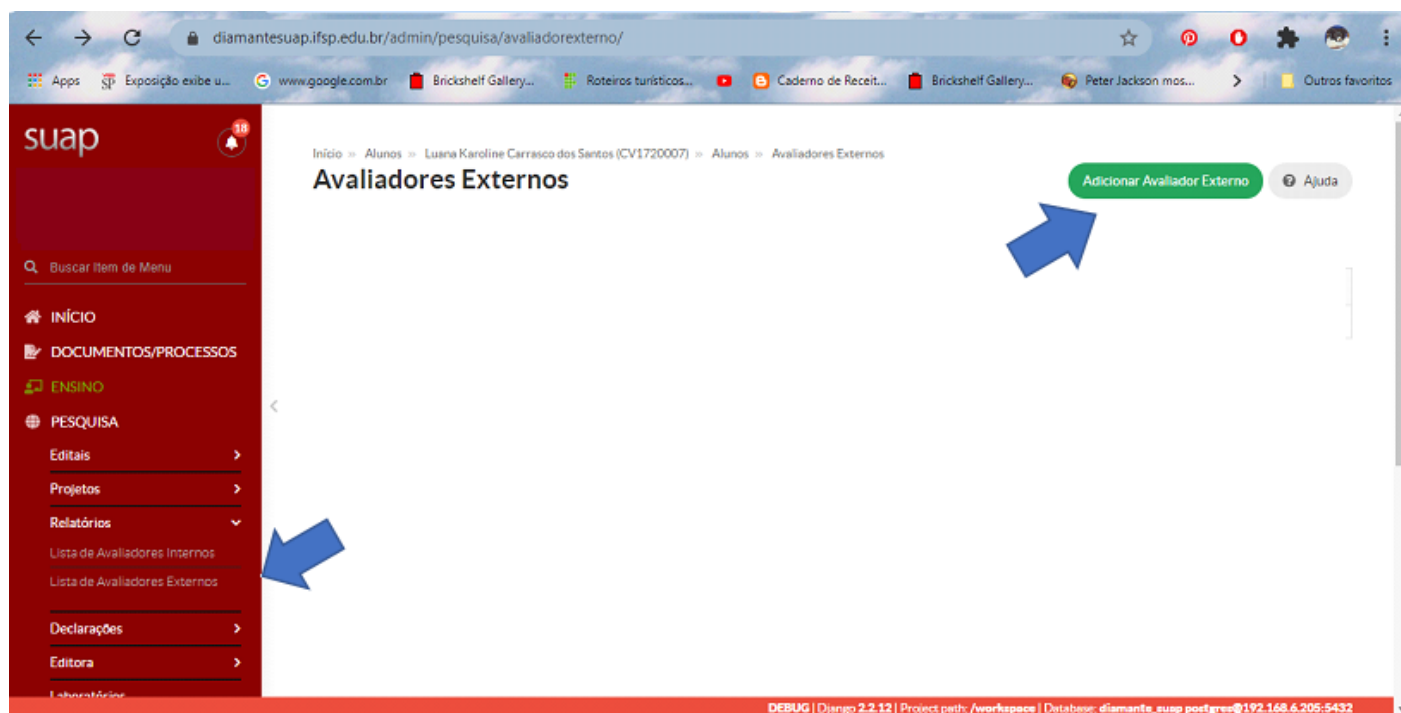 diamantesuap.ifsp.edu.br/admin/pesquisa/avaliadorexterno/
Apps Exposição exibe u... www.google.com.br Brickshelf Gallery... Roteiros turísticos... Caderno de Receit... Brickshelf Gallery... Peter Jackson mos... Outros favoritos
suap 18
Buscar Item de Menu
INÍCIO
DOCUMENTOS/PROCESSOS
ENSINO
PESQUISA
Editais
Projetos
Relatórios
Lista de Avaliadores Internos
Lista de Avaliadores Externos
Declarações
Editora
Laboratórios
Início » Alunos » Luana Karoline Carrasco dos Santos (CV1720007) » Alunos » Avaliadores Externos
Avaliadores Externos
Adicionar Avaliador Externo Ajuda
DEBUG | Django 2.2.12 | Project path: /workspace | Database: diamante_suap postgres@192.168.6.205:5432